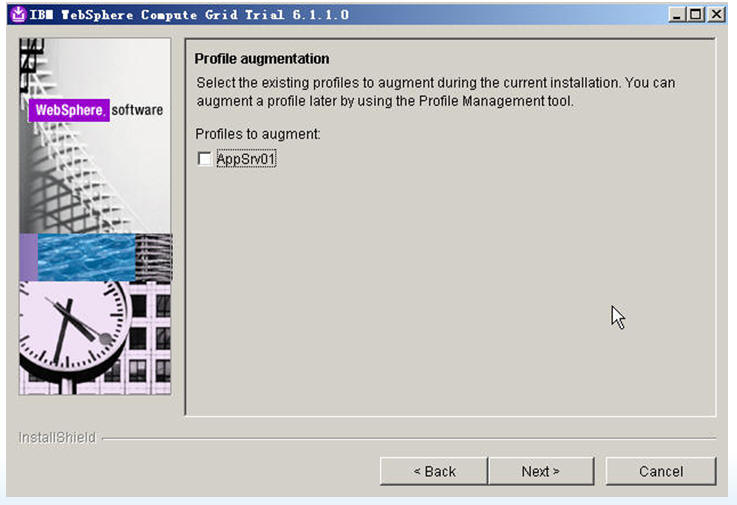 IBM WebSphere Compute Grid Trial 6.1.1.0
WebSphere. software
Profile augmentation
Select the existing profiles to augment during the current installation. You can
augment a profile later by using the Profile Management tool.
Profiles to augment:
AppSrv01
InstallShield
< Back
Next >
Cancel